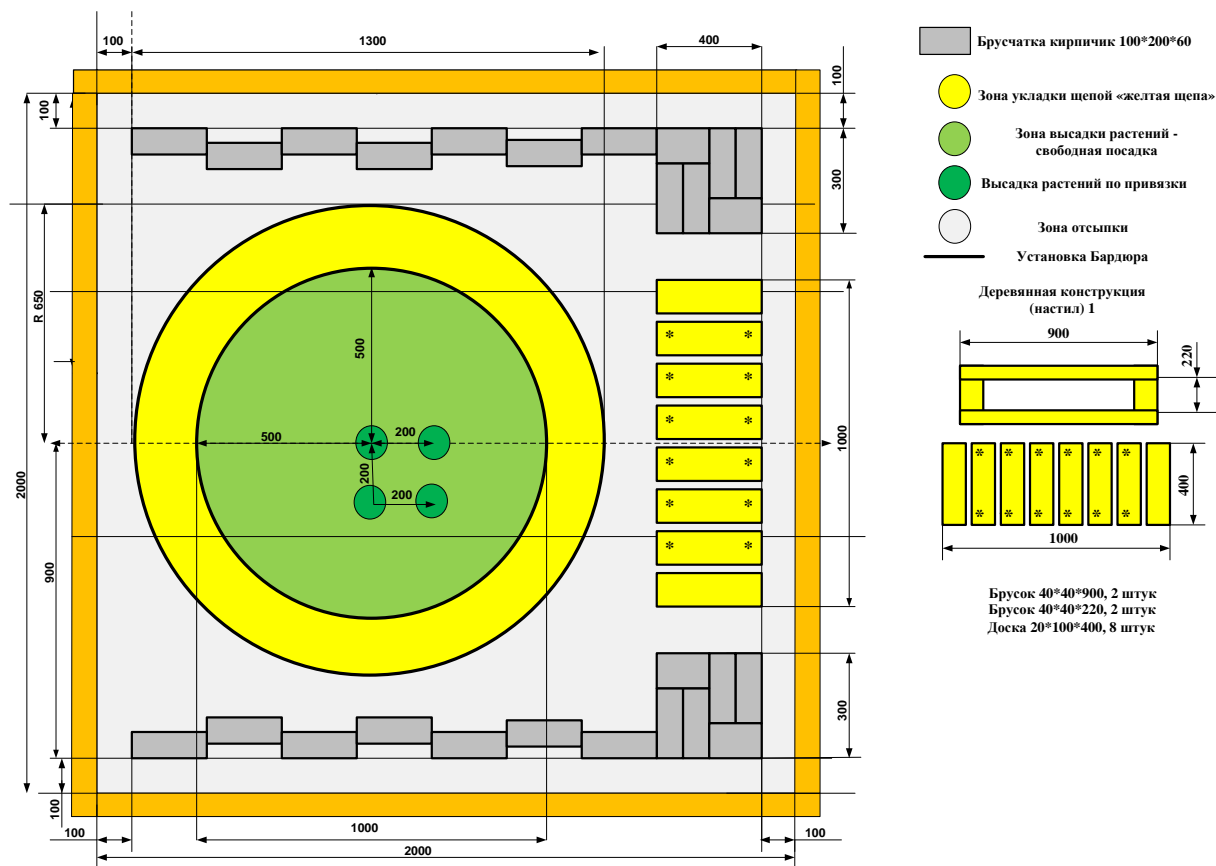 100
1300
400
100
100
300
R 650
500
500
200
200
200
1000
2000
900
300
100
100
1000
100
2000
Брусчатка кирпичик 100*200*60
Зона укладки щепой «желтая щепа»
Зона высадки растений -
свободная посадка
Высадка растений по привязки
Зона отсыпки
Установка Бардюра
Деревянная конструкция
(настил) 1
900
220
* * * * * *
* * * * * *
400
1000
Брусок 40*40*900, 2 штук
Брусок 40*40*220, 2 штук
Доска 20*100*400, 8 штук
* *
* *
* *
* *
* *
* *